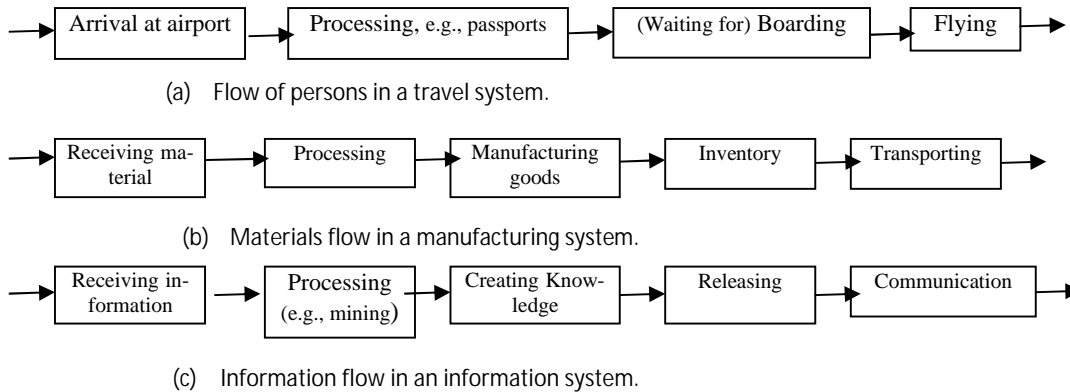 Arrival at airport
Processing, e.g., passports
(Waiting for) Boarding
Flying
(a) Flow of persons in a travel system.
Receiving ma-
terial
Processing
Manufacturing
goods
Inventory
Transporting
(b) Materials flow in a manufacturing system.
Receiving in-
formation
Processing
(e.g., mining)
Creating Know-
ledge
Releasing
Communication
(c) Information flow in an information system.